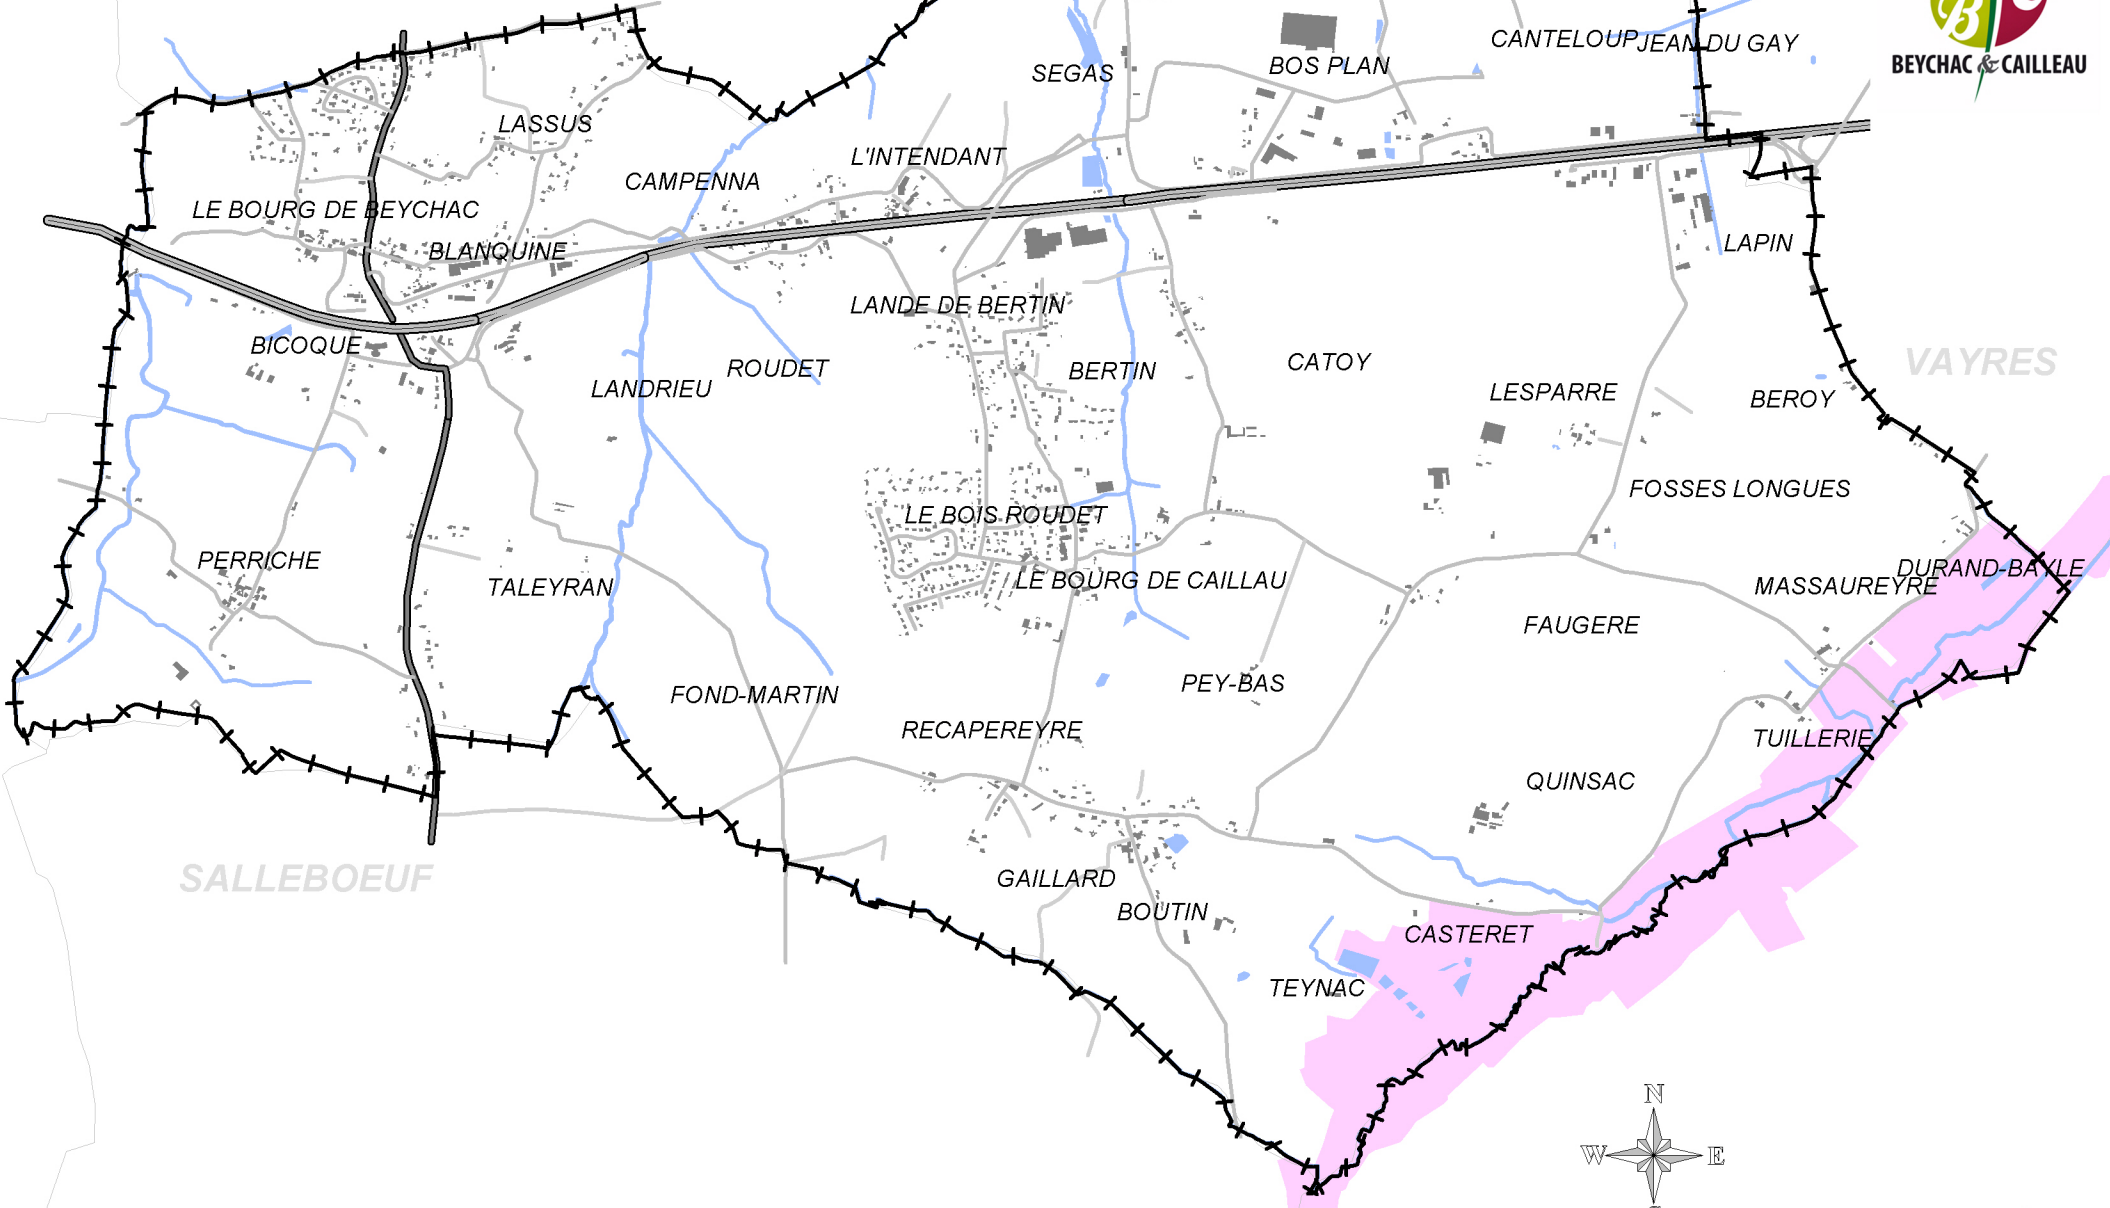 CANTELOUP
JEAN DU GAY
B
BEYCHAC & CAILLEAU
SEGAS
BOS PLAN
LASSUS
L'INTENDANT
CAMPENNA
LE BOURG DE BEYCHAC
BLANQUINE
LAPIN
LANDE DE BERTIN
BICOQUE
ROUDET
LANDRIEU
BERTIN
CATOY
VAYRES
LESPARRE
BEROY
FOSSES LONGUES
LE BOIS ROUDET
PERRICHE
TALEYRAN
LE BOURG DE CAILLAU
DURAND-BAYLE
MASSAUREYRE
FAUGERE
FOND-MARTIN
PEY-BAS
RECAPEREYRE
TUILLERIE
QUINSAC
SALLEBOEUF
GAILLARD
BOUTIN
CASTERET
TEYNAC
N
W
E